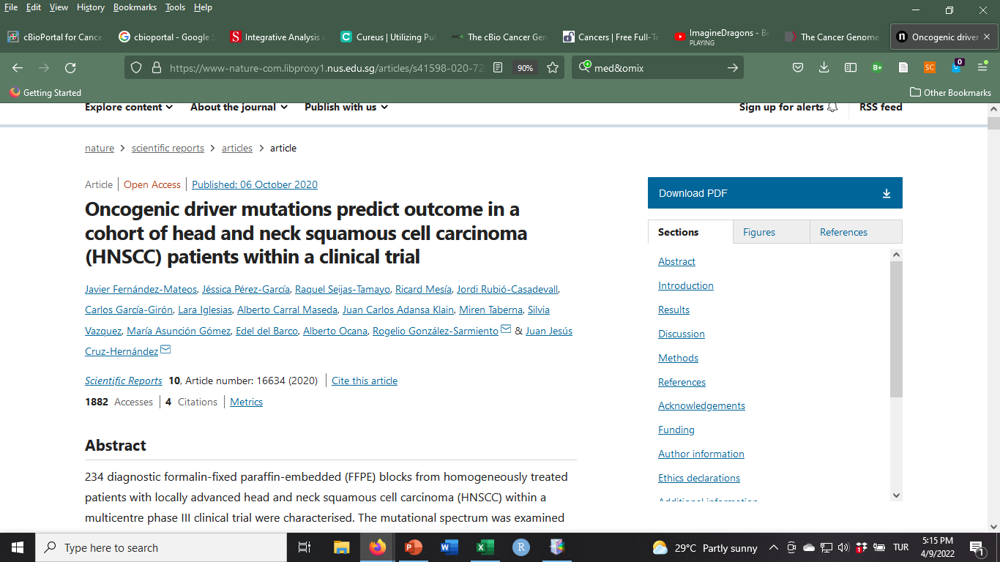 File Edit View History Bookmarks Tools Help
cBioPortal for Cance
cbioportal - Google S
Integrative Analysis o
Cureus | Utilizing Pul
The cBio Cancer Gen
Cancers | Free Full-Te
ImagineDragons - Be
PLAYING
The Cancer Genome
Oncogenic driver
https://www-nature-com.libproxy1.nus.edu.sg/articles/s41598-020-72
90%
med&omix
B+
SC
0
Getting Started
Other Bookmarks
Explore content
About the journal
Publish with us
Sign up for alerts
RSS feed
nature > scientific reports > articles > article
Article | Open Access | Published: 06 October 2020
Oncogenic driver mutations predict outcome in a
cohort of head and neck squamous cell carcinoma
(HNSCC) patients within a clinical trial
Javier Fernández-Mateos, Jéssica Pérez-García, Raquel Seijas-Tamayo, Ricard Mesía, Jordi Rubió-Casadevall,
Carlos García-Girón, Lara Iglesias, Alberto Carral Maseda, Juan Carlos Adansa Klain, Miren Taberna, Silvia
Vazquez, María Asunción Gómez, Edel del Barco, Alberto Ocana, Rogelio González-Sarmiento & Juan Jesús
Cruz-Hernández
Scientific Reports 10, Article number: 16634 (2020) | Cite this article
1882 Accesses | 4 Citations | Metrics
Abstract
234 diagnostic formalin-fixed paraffin-embedded (FFPE) blocks from homogeneously treated
patients with locally advanced head and neck squamous cell carcinoma (HNSCC) within a
multicentre phase III clinical trial were characterised. The mutational spectrum was examined
Download PDF
Sections
Figures
References
Abstract
Introduction
Results
Discussion
Methods
References
Acknowledgements
Funding
Author information
Ethics declarations
Additional information
Type here to search
29°C Partly sunny
TUR
5:15 PM
4/9/2022
1